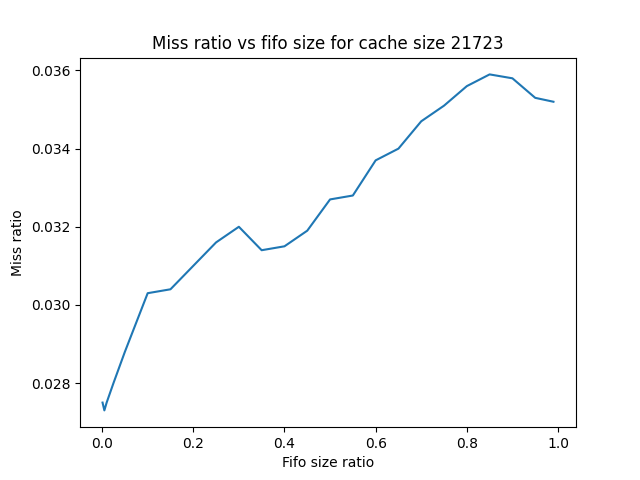 Miss ratio vs fifo size for cache size 21723
0.036
0.034
0.032
0.030
0.028
Miss ratio
0.0 0.2 0.4 0.6 0.8 1.0
Fifo size ratio